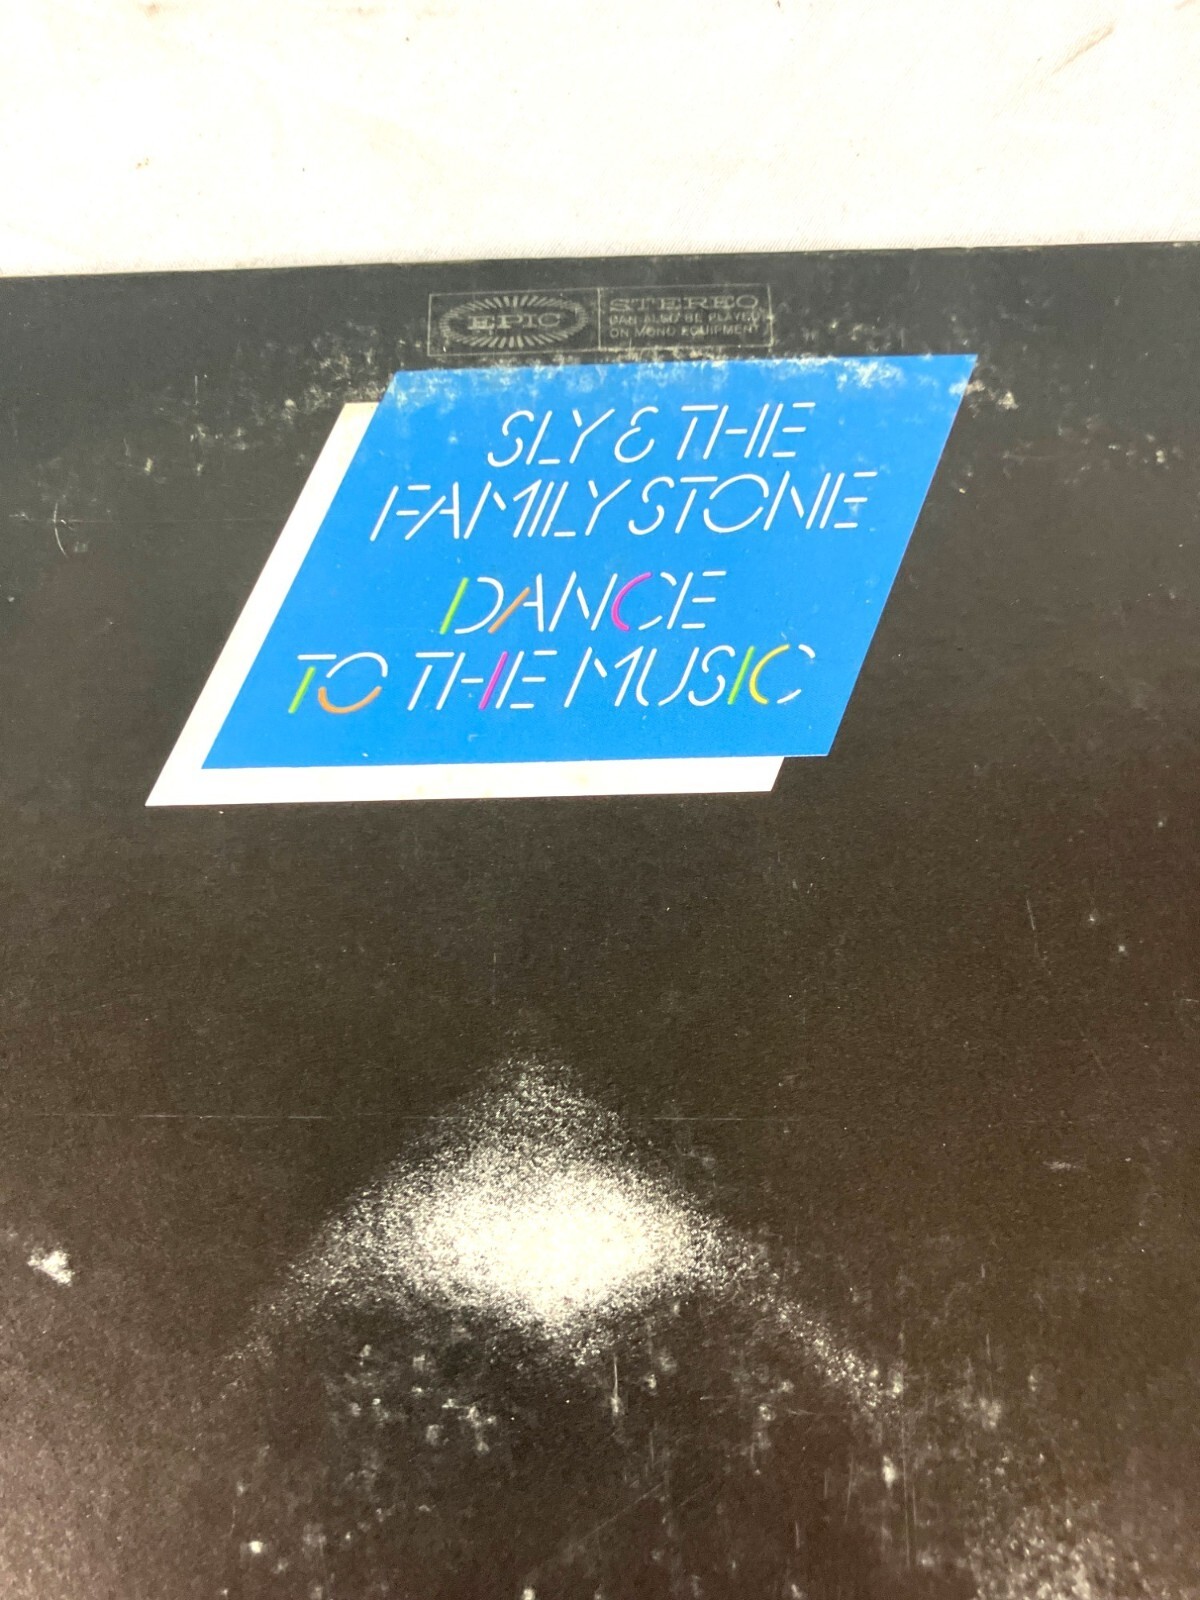 EPIC
STEREO
CAN ALSO BE PLAYED
ON MONO EQUIPMENT
SLY & THE
FAMILY STONE
DANCE
TO THE MUSIC